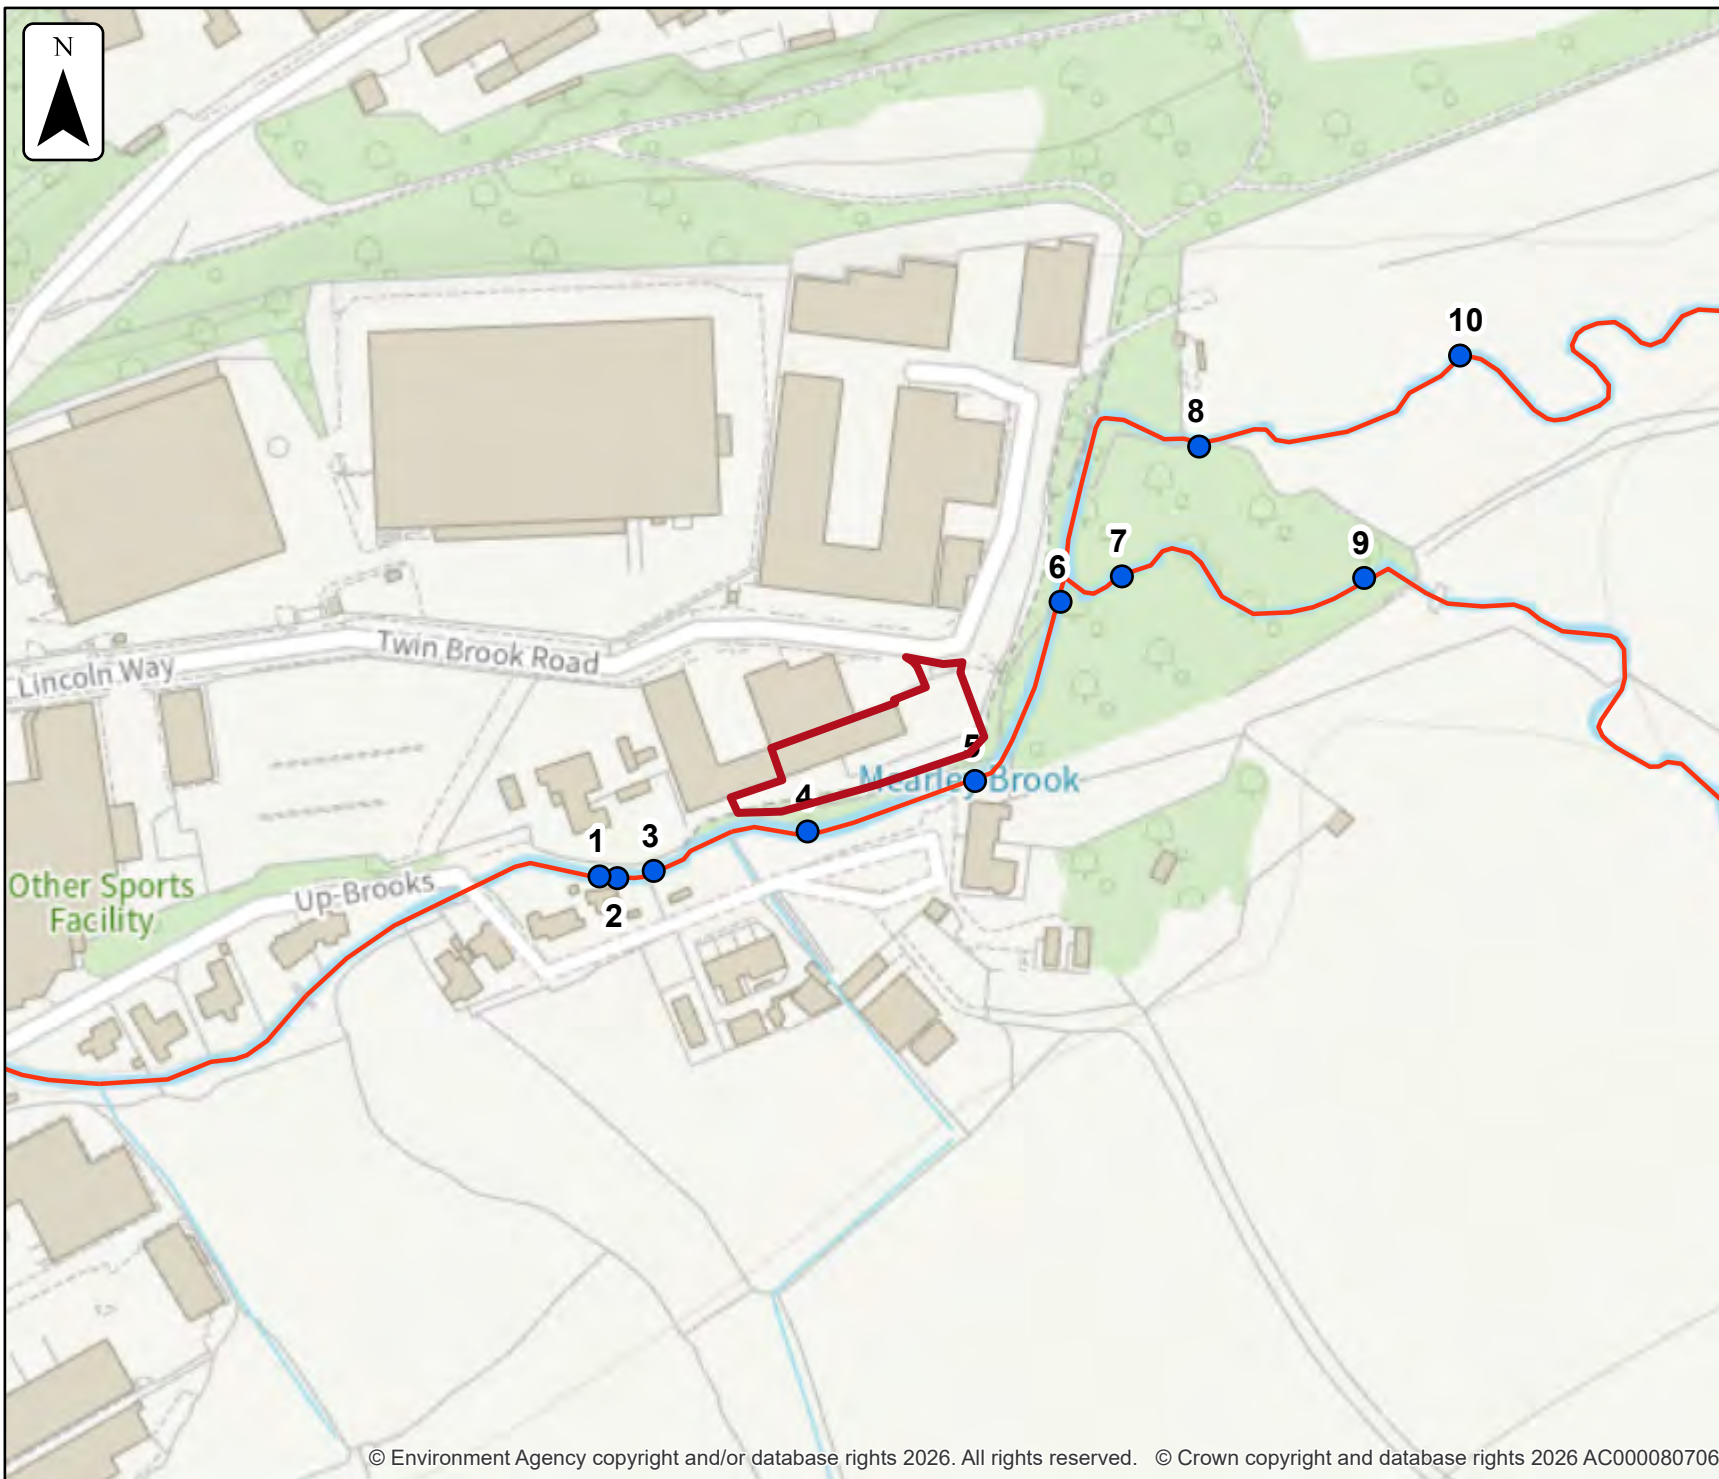 N
10
8
7
9
6
Twin Brook Road
Lincoln Way
5
Mearley Brook
4
1
3
2
Up-Brooks
Other Sports
Facility
© Environment Agency copyright and/or database rights 2026. All rights reserved. © Crown copyright and database rights 2026 AC000080706